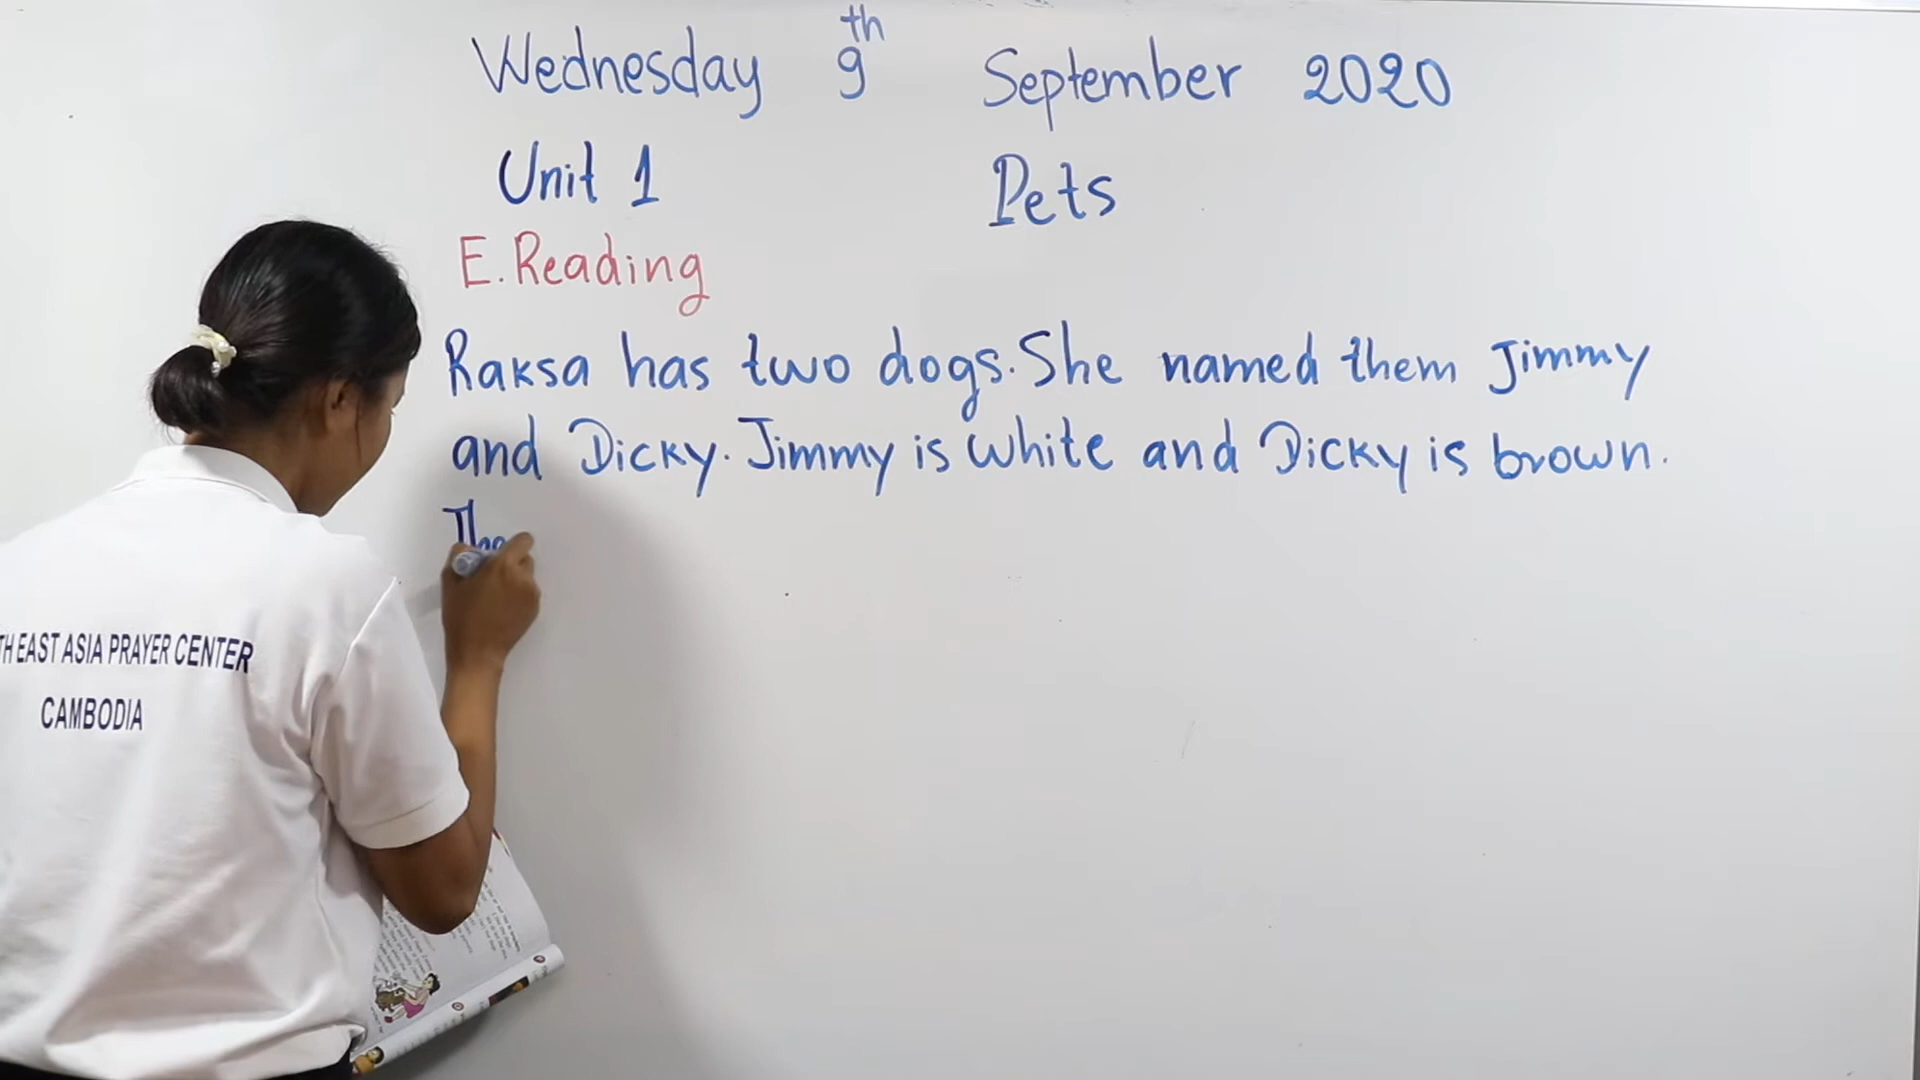 Wednesday 9th September 2020
Unit 1 Pets
E. Reading
Raksa has two dogs. She named them Jimmy
and Dicky. Jimmy is white and Dicky is brown.
EAST ASIA PRAYER CENTER
CAMBODIA